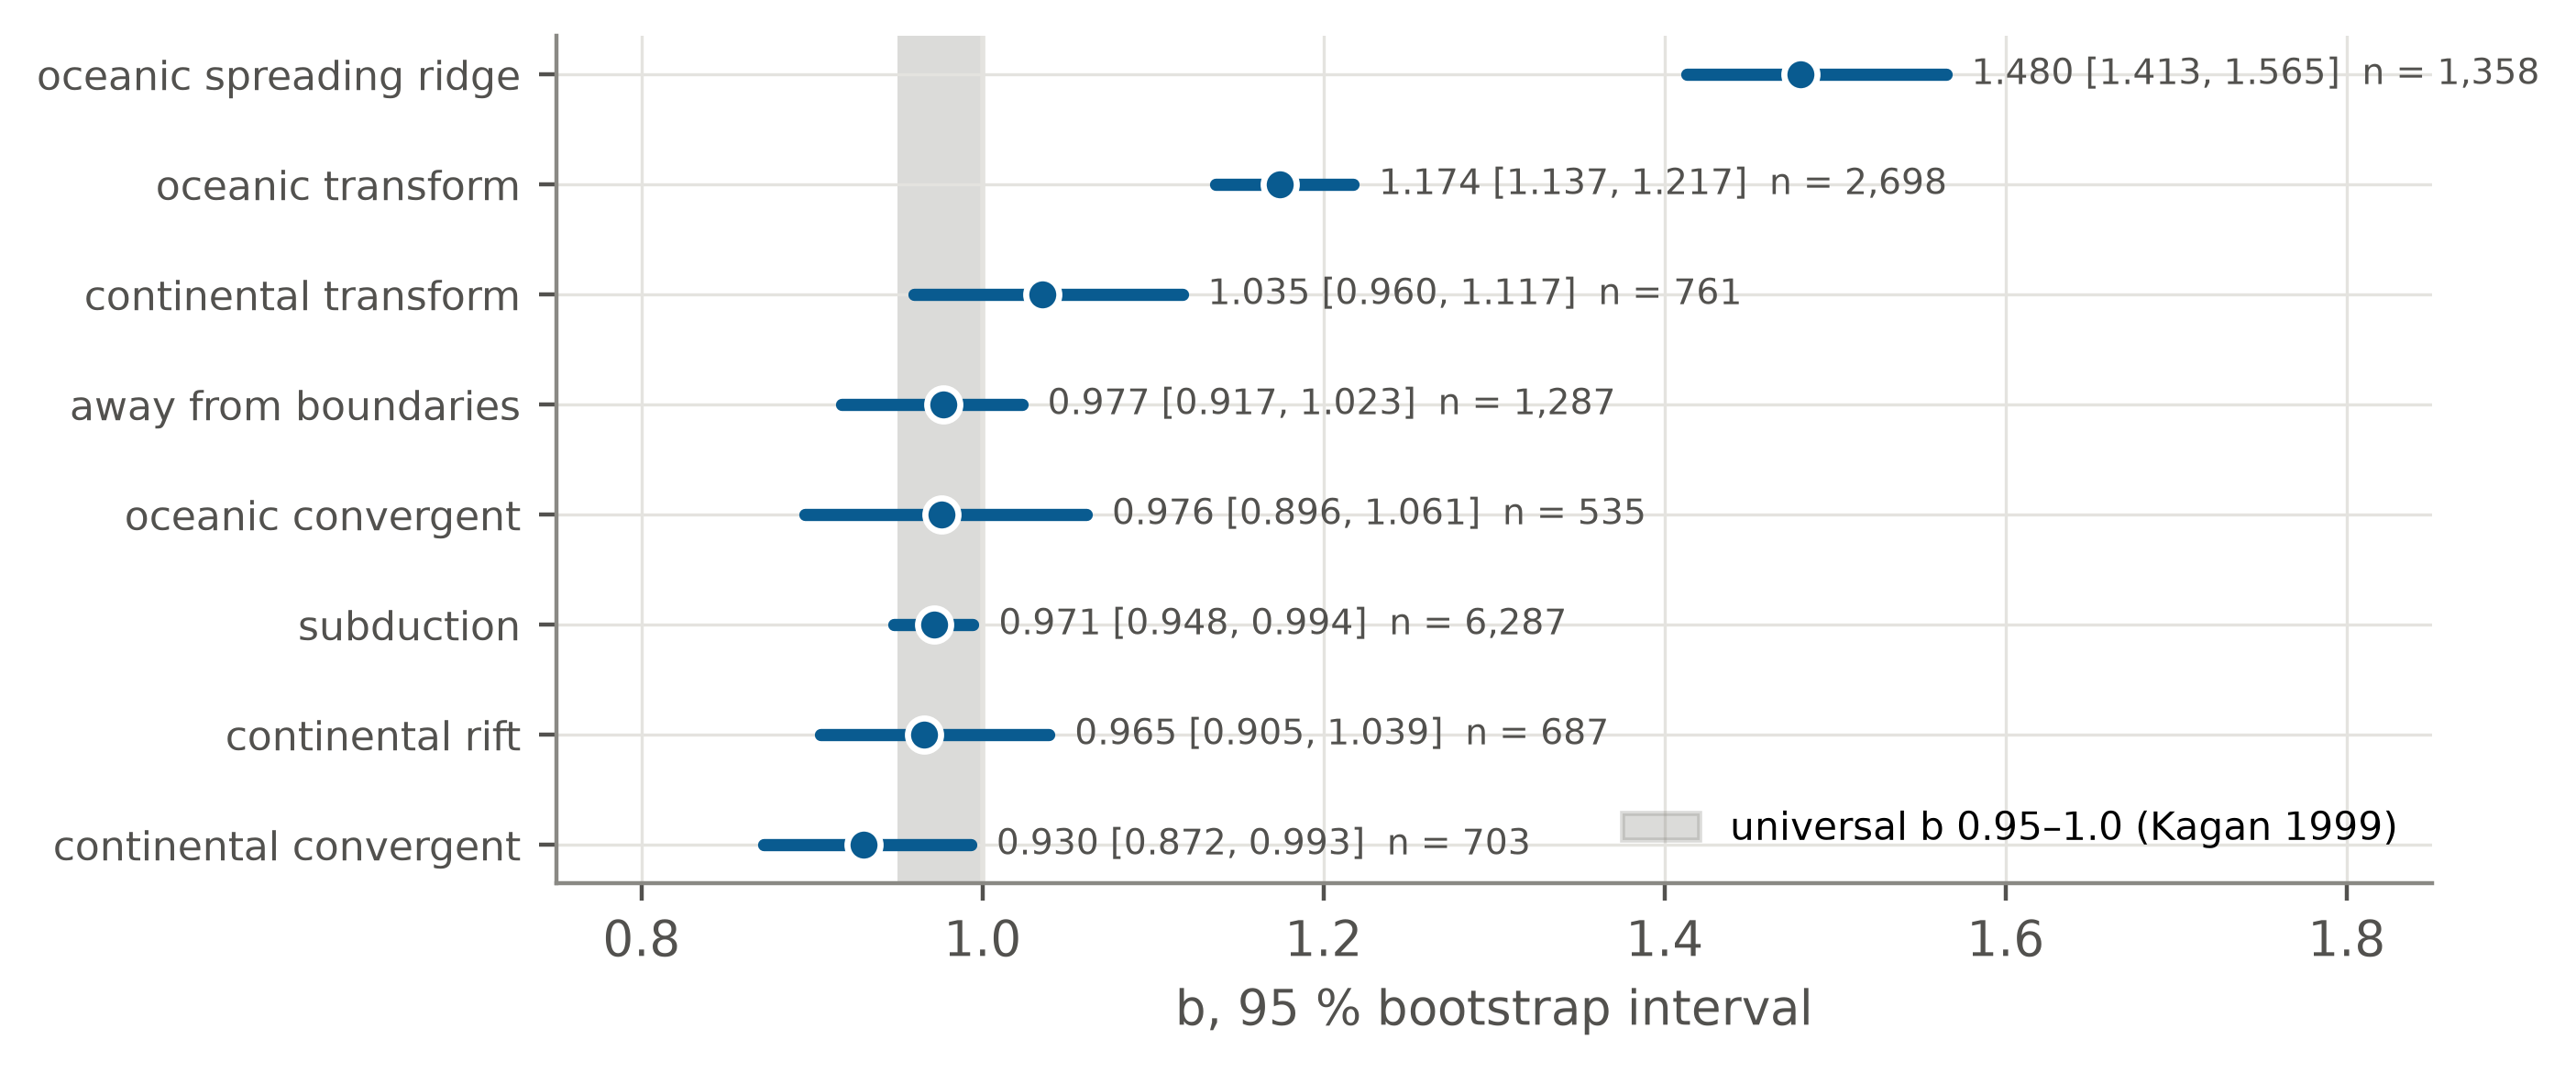 oceanic spreading ridge 1.480 [1.413, 1.565] n = 1,358
oceanic transform 1.174 [1.137, 1.217] n = 2,698
continental transform 1.035 [0.960, 1.117] n = 761
away from boundaries 0.977 [0.917, 1.023] n = 1,287
oceanic convergent 0.976 [0.896, 1.061] n = 535
subduction 0.971 [0.948, 0.994] n = 6,287
continental rift 0.965 [0.905, 1.039] n = 687
universal b 0.95–1.0 (Kagan 1999)
continental convergent 0.930 [0.872, 0.993] n = 703
0.8 1.0 1.2 1.4 1.6 1.8
b, 95 % bootstrap interval